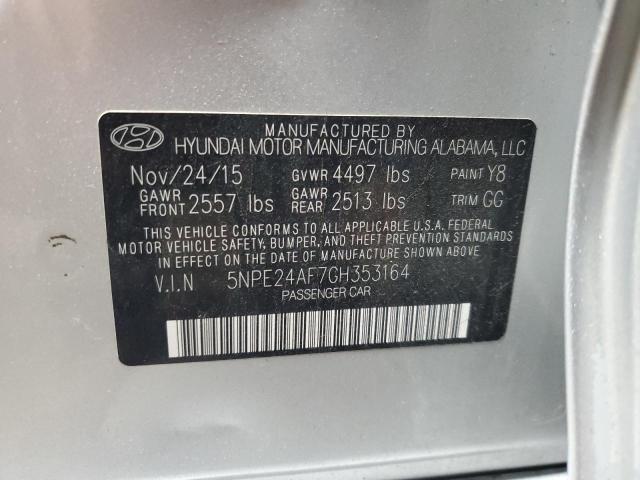 MANUFACTURED BY
HYUNDAI MOTOR MANUFACTURING ALABAMA, LLC
Nov/24/15 GVWR 4497 lbs PAINT Y8
GAWR FRONT 2557 lbs GAWR REAR 2513 lbs TRIM GG
THIS VEHICLE CONFORMS TO ALL APPLICABLE U.S.A. FEDERAL
MOTOR VEHICLE SAFETY, BUMPER, AND THEFT PREVENTION STANDARDS
IN EFFECT ON THE DATE OF MANUFACTURE SHOWN ABOVE.
V.I.N 5NPE24AF7GH353164
PASSENGER CAR